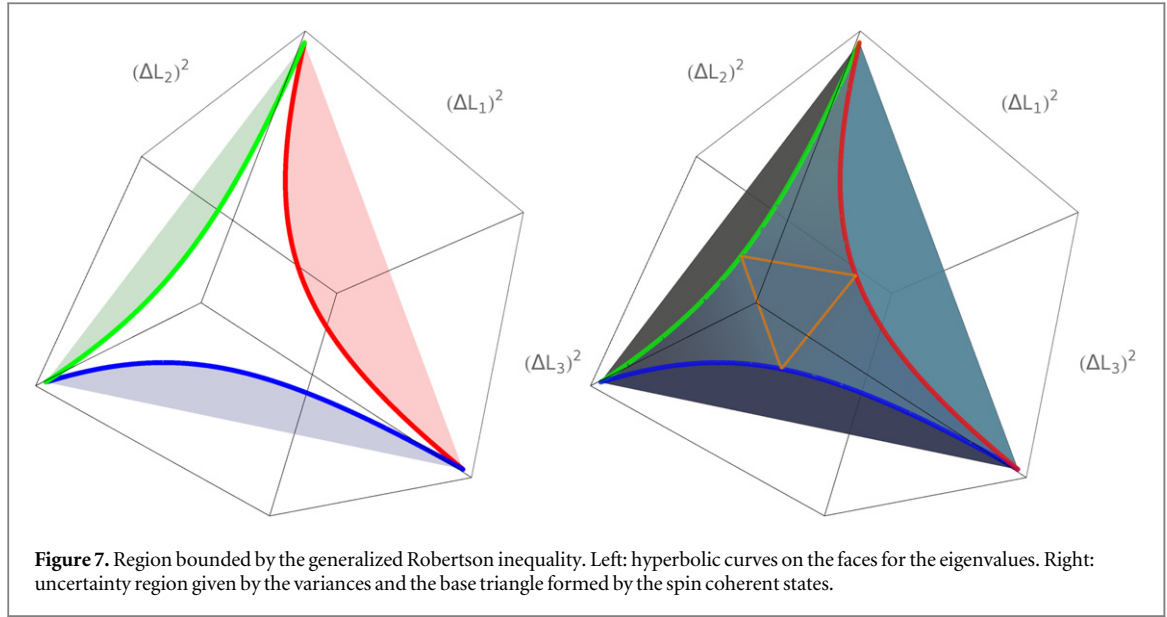 (ΔL₂)²
(ΔL₁)²
(ΔL₃)²
(ΔL₂)²
(ΔL₁)²
(ΔL₃)²
Figure 7. Region bounded by the generalized Robertson inequality. Left: hyperbolic curves on the faces for the eigenvalues. Right:
uncertainty region given by the variances and the base triangle formed by the spin coherent states.